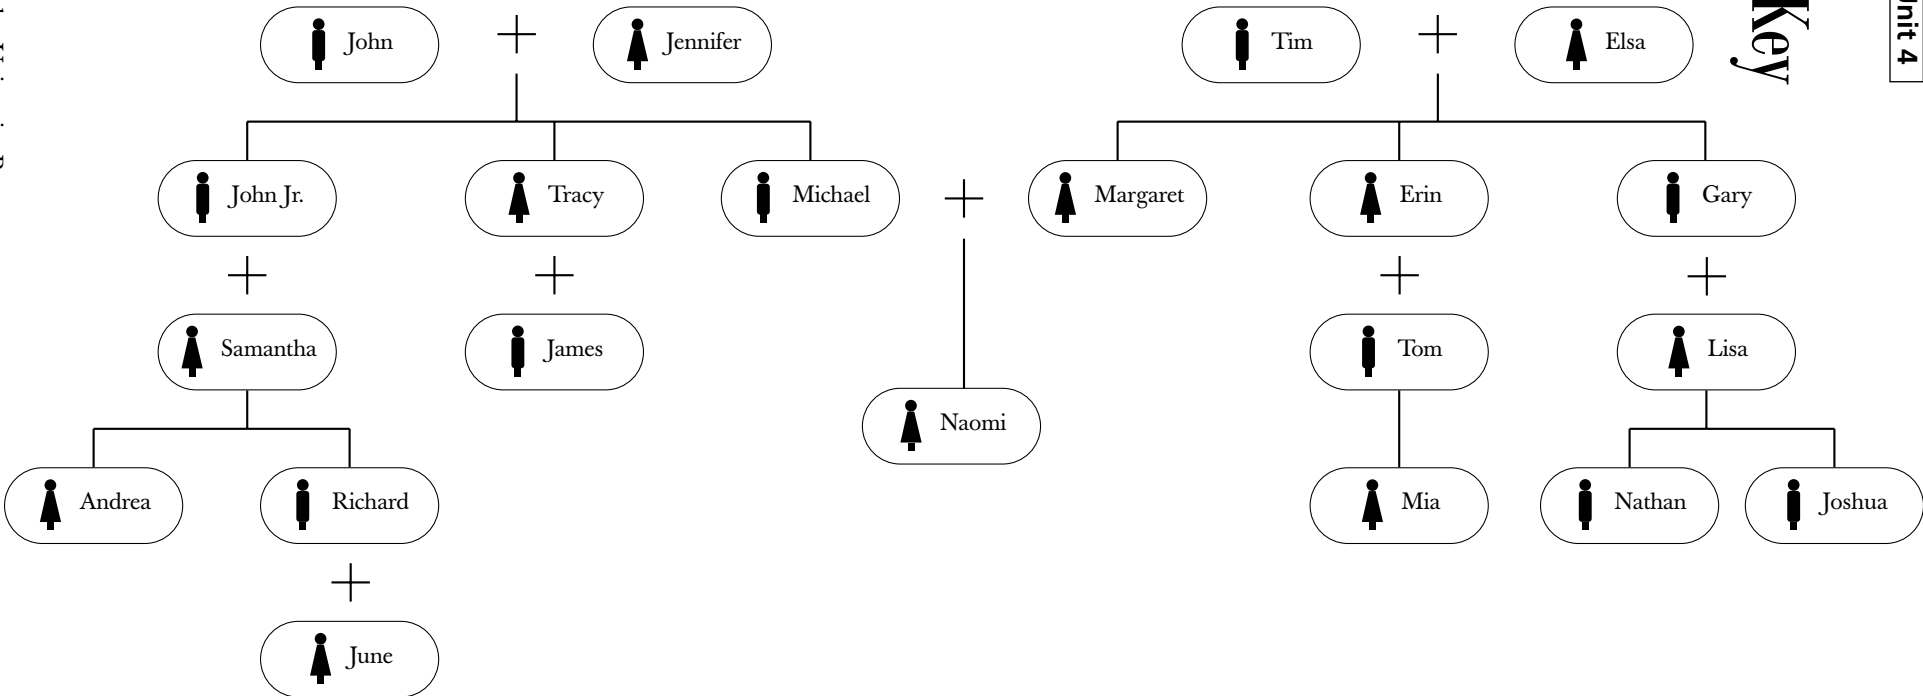 Unit 4
Key
John
Jennifer
Tim
Elsa
John Jr.
Tracy
Michael
Margaret
Erin
Gary
Samantha
James
Tom
Lisa
Naomi
Andrea
Richard
Mia
Nathan
Joshua
June